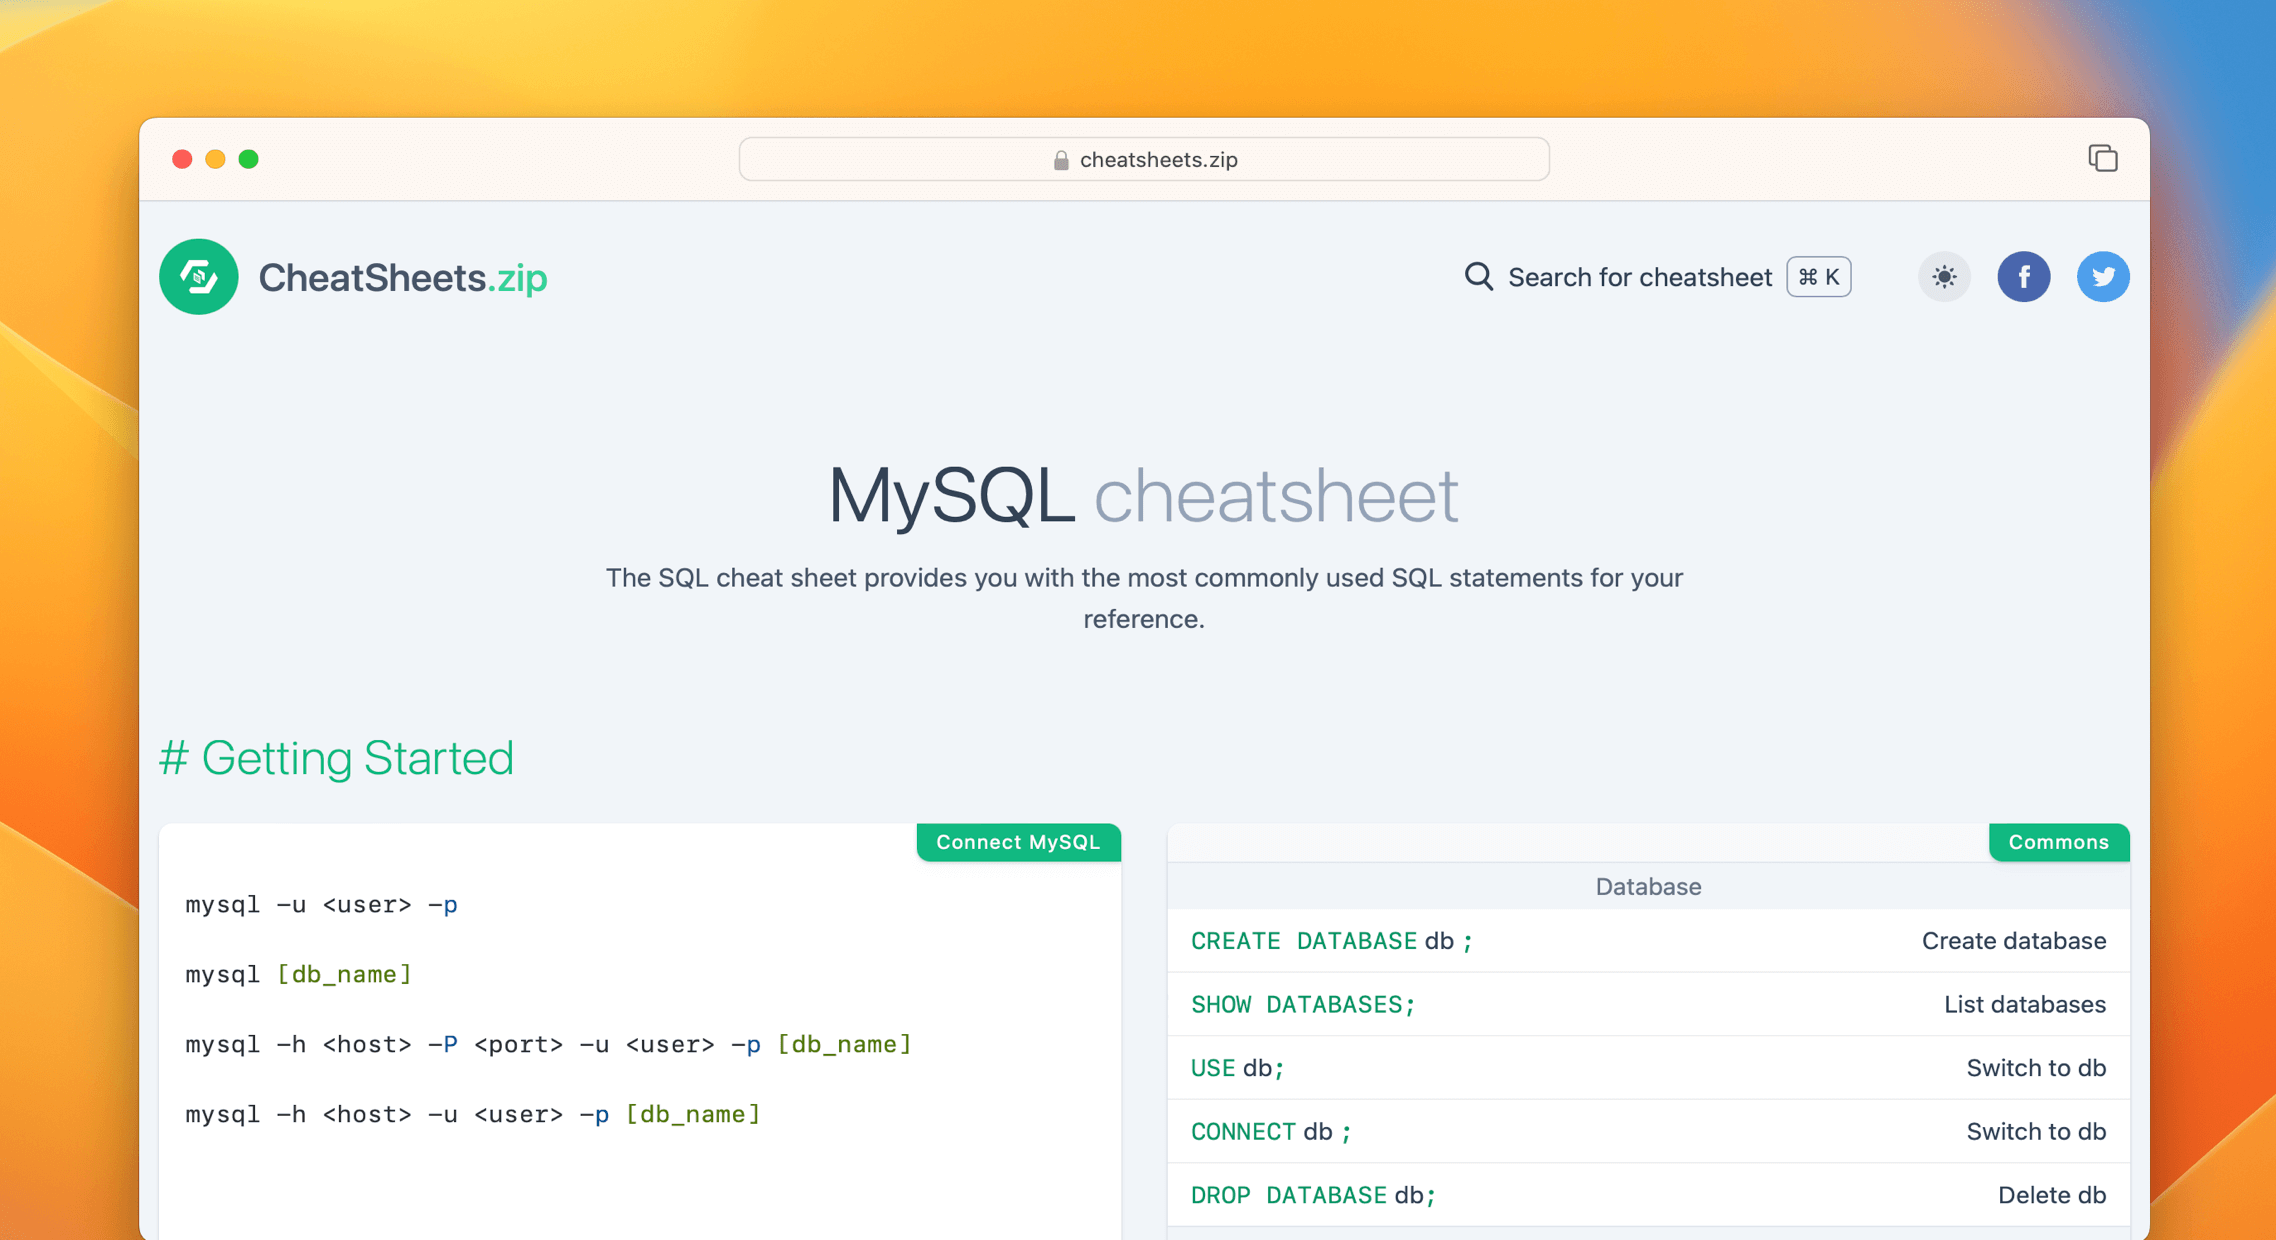 cheatsheets.zip
CheatSheets.zip
Search for cheatsheet ⌘ K
MySQL cheatsheet
The SQL cheat sheet provides you with the most commonly used SQL statements for your
reference.
# Getting Started
Connect MySQL
mysql -u <user> -p
mysql [db_name]
mysql -h <host> -P <port> -u <user> -p [db_name]
mysql -h <host> -u <user> -p [db_name]
Commons
Database
CREATE DATABASE db ; Create database
SHOW DATABASES; List databases
USE db; Switch to db
CONNECT db ; Switch to db
DROP DATABASE db; Delete db